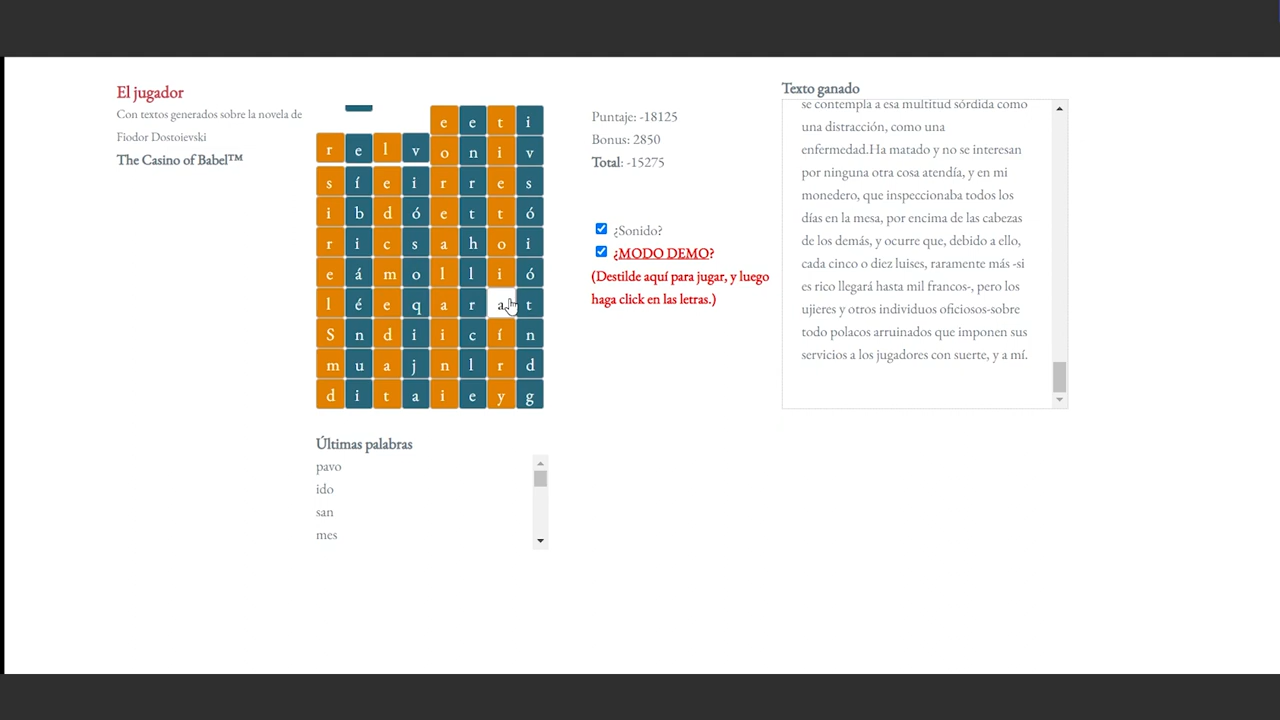 El jugador
Con textos generados sobre la novela de
Fiodor Dostoievski
The Casino of Babel™
e e t i
r e l v o n i v
s í e i r r e s
i b d ó e t t ó
r i c s a h o i
e á m o l l i ó
l é e q a r a t
S n d i i c í n
m u a j n l r d
d i t a i e y g
Últimas palabras
pavo
ido
san
mes
Puntaje: -18125
Bonus: 2850
Total: -15275
¿Sonido?
¿MODO DEMO?
(Destilde aquí para jugar, y luego
haga click en las letras.)
Texto ganado
se contempla a esa multitud sórdida como
una distracción, como una
enfermedad.Ha matado y no se interesan
por ninguna otra cosa atendía, y en mi
monedero, que inspeccionaba todos los
días en la mesa, por encima de las cabezas
de los demás, y ocurre que, debido a ello,
cada cinco o diez luises, raramente más -si
es rico llegará hasta mil francos-, pero los
ujieres y otros individuos oficiosos-sobre
todo polacos arruinados que imponen sus
servicios a los jugadores con suerte, y a mí.